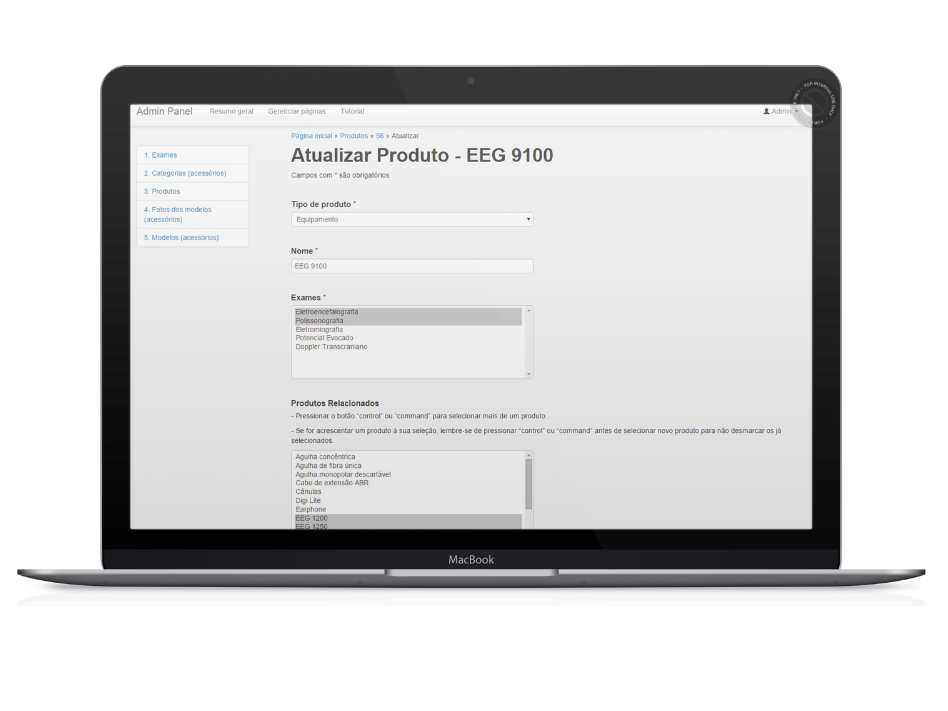 Admin Panel Resumo geral Gerenciar páginas Tutorial Admin
FOR INTERNAL USE ONLY
Página inicial » Produtos » 56 » Atualizar
Atualizar Produto - EEG 9100
Campos com * são obrigatórios.
1. Exames
2. Categorias (acessórios)
3. Produtos
4. Fotos dos modelos
(acessórios)
5. Modelos (acessórios)
Tipo de produto *
Equipamento
Nome *
EEG 9100
Exames *
Eletroencefalografia
Polissonografia
Eletromiografia
Potencial Evocado
Doppler Transcraniano
Produtos Relacionados
- Pressionar o botão "control" ou "command" para selecionar mais de um produto.
- Se for acrescentar um produto à sua seleção, lembre-se de pressionar "control" ou "command" antes de selecionar novo produto para não desmarcar os já
selecionados.
Agulha concêntrica
Agulha de fibra única
Agulha monopolar descartável
Cabo de extensão ABR
Cânulas
Digi Lite
Earphone
EEG 1200
EEG 1250
MacBook